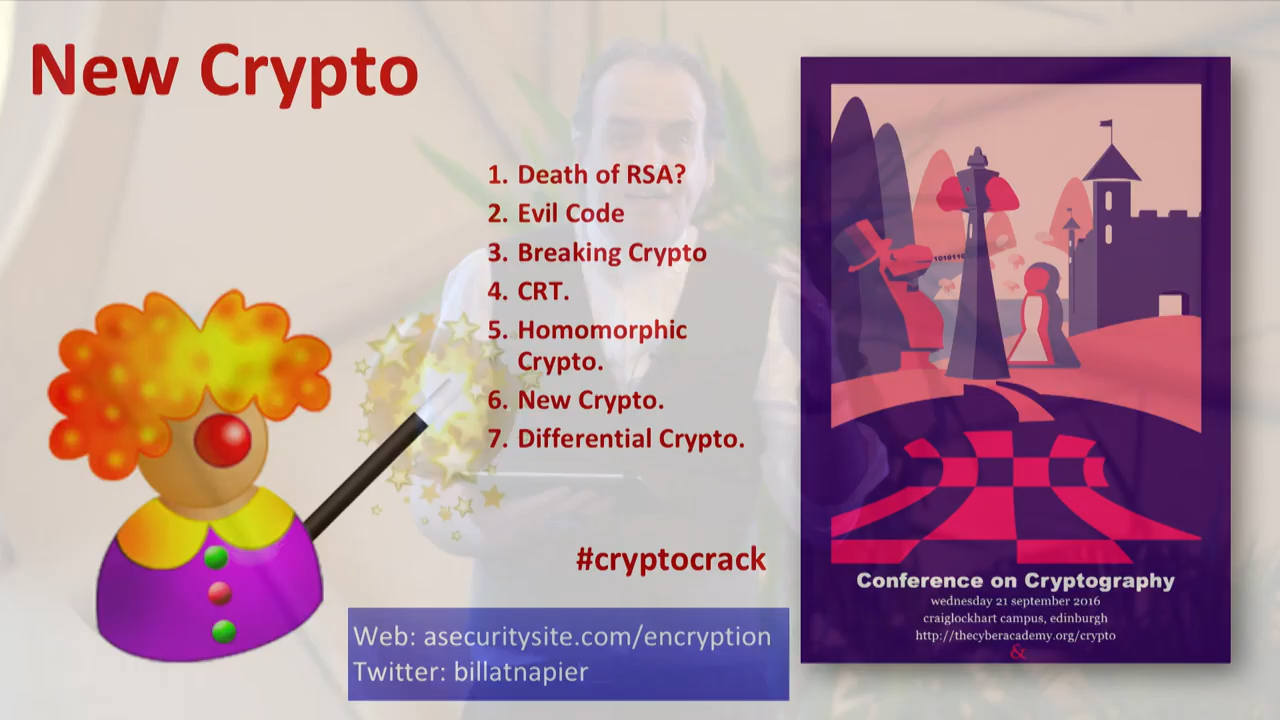 New Crypto
1. Death of RSA?
2. Evil Code
3. Breaking Crypto
4. CRT.
5. Homomorphic
Crypto.
6. New Crypto.
7. Differential Crypto.
#cryptocrack
Web: asecuritysite.com/encryption
Twitter: billatnapier
1010110
Conference on Cryptography
wednesday 21 september 2016
craiglockhart campus, edinburgh
http://thecyberacademy.org/crypto
&